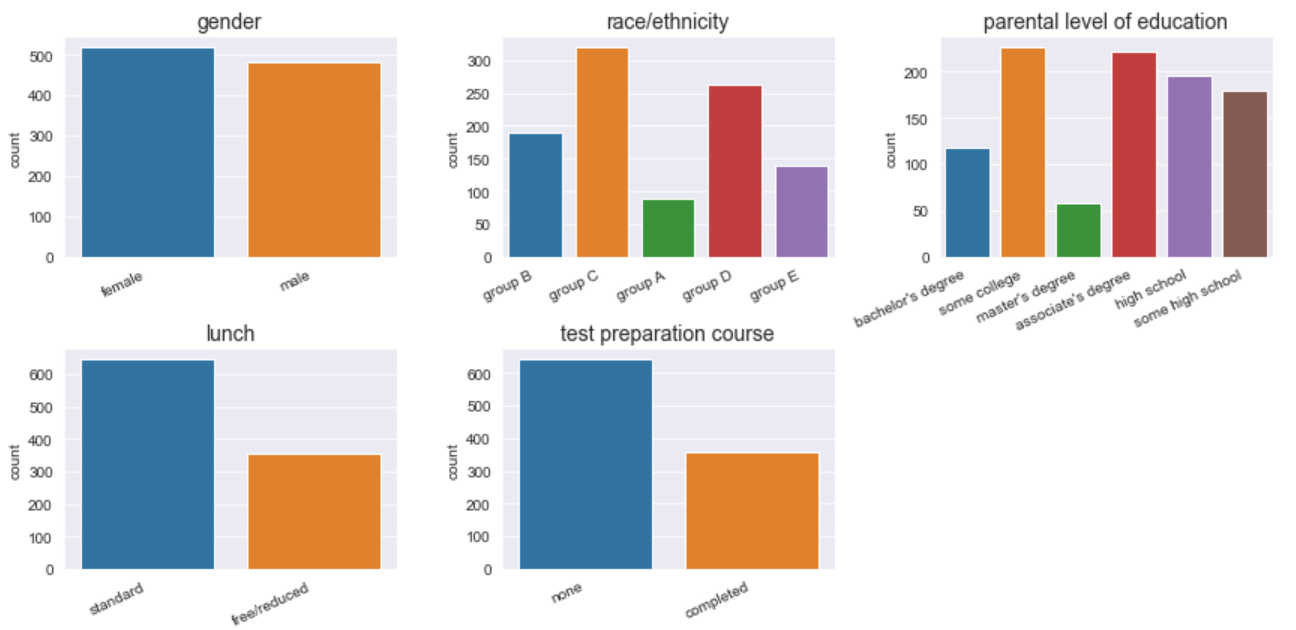 gender
500
400
300
200
100
0
count
female
male
race/ethnicity
300
250
200
150
100
50
0
count
group B
group C
group A
group D
group E
parental level of education
200
150
100
50
0
count
bachelor's degree
some college
master's degree
associate's degree
high school
some high school
lunch
600
500
400
300
200
100
0
count
standard
free/reduced
test preparation course
600
500
400
300
200
100
0
count
none
completed